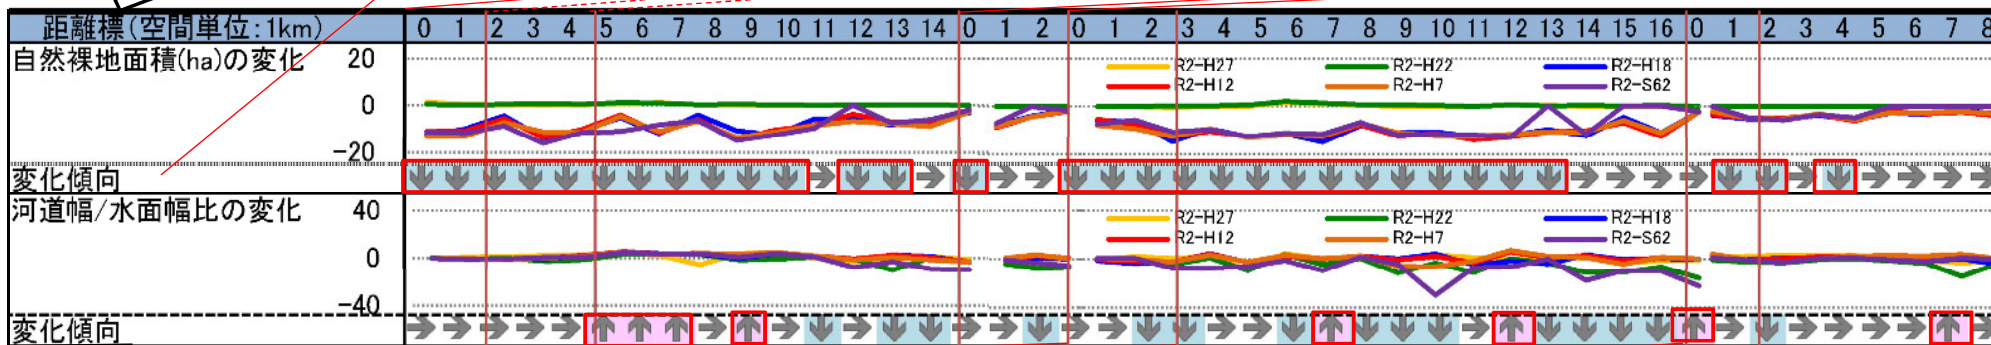 距離標(空間単位:1km) 0 1 2 3 4 5 6 7 8 9 10 11 12 13 14 0 1 2 0 1 2 3 4 5 6 7 8 9 10 11 12 13 14 15 16 0 1 2 3 4 5 6 7 8
自然裸地面積(ha)の変化 20
R2-H27 R2-H22 R2-H18
R2-H12 R2-H7 R2-S62
0
-20
変化傾向 ↓ ↓ ↓ ↓ ↓ ↓ ↓ ↓ ↓ ↓ ↓ → ↓ ↓ → ↓ → → ↓ ↓ ↓ ↓ ↓ ↓ ↓ ↓ ↓ ↓ ↓ ↓ ↓ ↓ → → → → ↓ ↓ → ↓ → → → →
河道幅/水面幅比の変化 40
R2-H27 R2-H22 R2-H18
R2-H12 R2-H7 R2-S62
0
-40
変化傾向 → → → → → ↑ ↑ ↑ → ↑ → ↓ → ↓ ↓ → → ↓ → → ↓ ↓ → → ↓ ↑ ↓ ↓ ↓ → ↑ ↓ ↓ ↓ ↓ ↑ → ↓ → → → → ↑ →